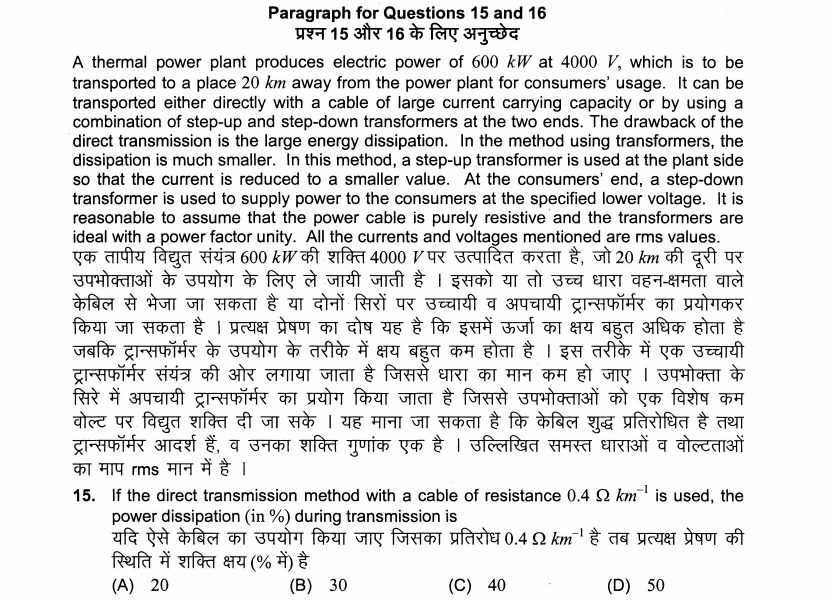 Paragraph for Questions 15 and 16
प्रश्न 15 और 16 के लिए अनुच्छेद
A thermal power plant produces electric power of 600 kW at 4000 V, which is to be
transported to a place 20 km away from the power plant for consumers' usage. It can be
transported either directly with a cable of large current carrying capacity or by using a
combination of step-up and step-down transformers at the two ends. The drawback of the
direct transmission is the large energy dissipation. In the method using transformers, the
dissipation is much smaller. In this method, a step-up transformer is used at the plant side
so that the current is reduced to a smaller value. At the consumers' end, a step-down
transformer is used to supply power to the consumers at the specified lower voltage. It is
reasonable to assume that the power cable is purely resistive and the transformers are
ideal with a power factor unity. All the currents and voltages mentioned are rms values.
एक तापीय विद्युत संयंत्र 600 kW की शक्ति 4000 V पर उत्पादित करता है, जो 20 km की दूरी पर
उपभोक्ताओं के उपयोग के लिए ले जायी जाती है । इसको या तो उच्च धारा वहन-क्षमता वाले
केबिल से भेजा जा सकता है या दोनों सिरों पर उच्चायी व अपचायी ट्रान्सफॉर्मर का प्रयोगकर
किया जा सकता है । प्रत्यक्ष प्रेषण का दोष यह है कि इसमें ऊर्जा का क्षय बहुत अधिक होता है
जबकि ट्रान्सफॉर्मर के उपयोग के तरीके में क्षय बहुत कम होता है । इस तरीके में एक उच्चायी
ट्रान्सफॉर्मर संयंत्र की ओर लगाया जाता है जिससे धारा का मान कम हो जाए । उपभोक्ता के
सिरे में अपचायी ट्रान्सफॉर्मर का प्रयोग किया जाता है जिससे उपभोक्ताओं को एक विशेष कम
वोल्ट पर विद्युत शक्ति दी जा सके । यह माना जा सकता है कि केबिल शुद्ध प्रतिरोधित है तथा
ट्रान्सफॉर्मर आदर्श हैं, व उनका शक्ति गुणांक एक है । उल्लिखित समस्त धाराओं व वोल्टताओं
का माप rms मान में है ।
15. If the direct transmission method with a cable of resistance 0.4 Ω km⁻¹ is used, the
power dissipation (in %) during transmission is
यदि ऐसे केबिल का उपयोग किया जाए जिसका प्रतिरोध 0.4 Ω km⁻¹ है तब प्रत्यक्ष प्रेषण की
स्थिति में शक्ति क्षय (% में) है
(A) 20 (B) 30 (C) 40 (D) 50